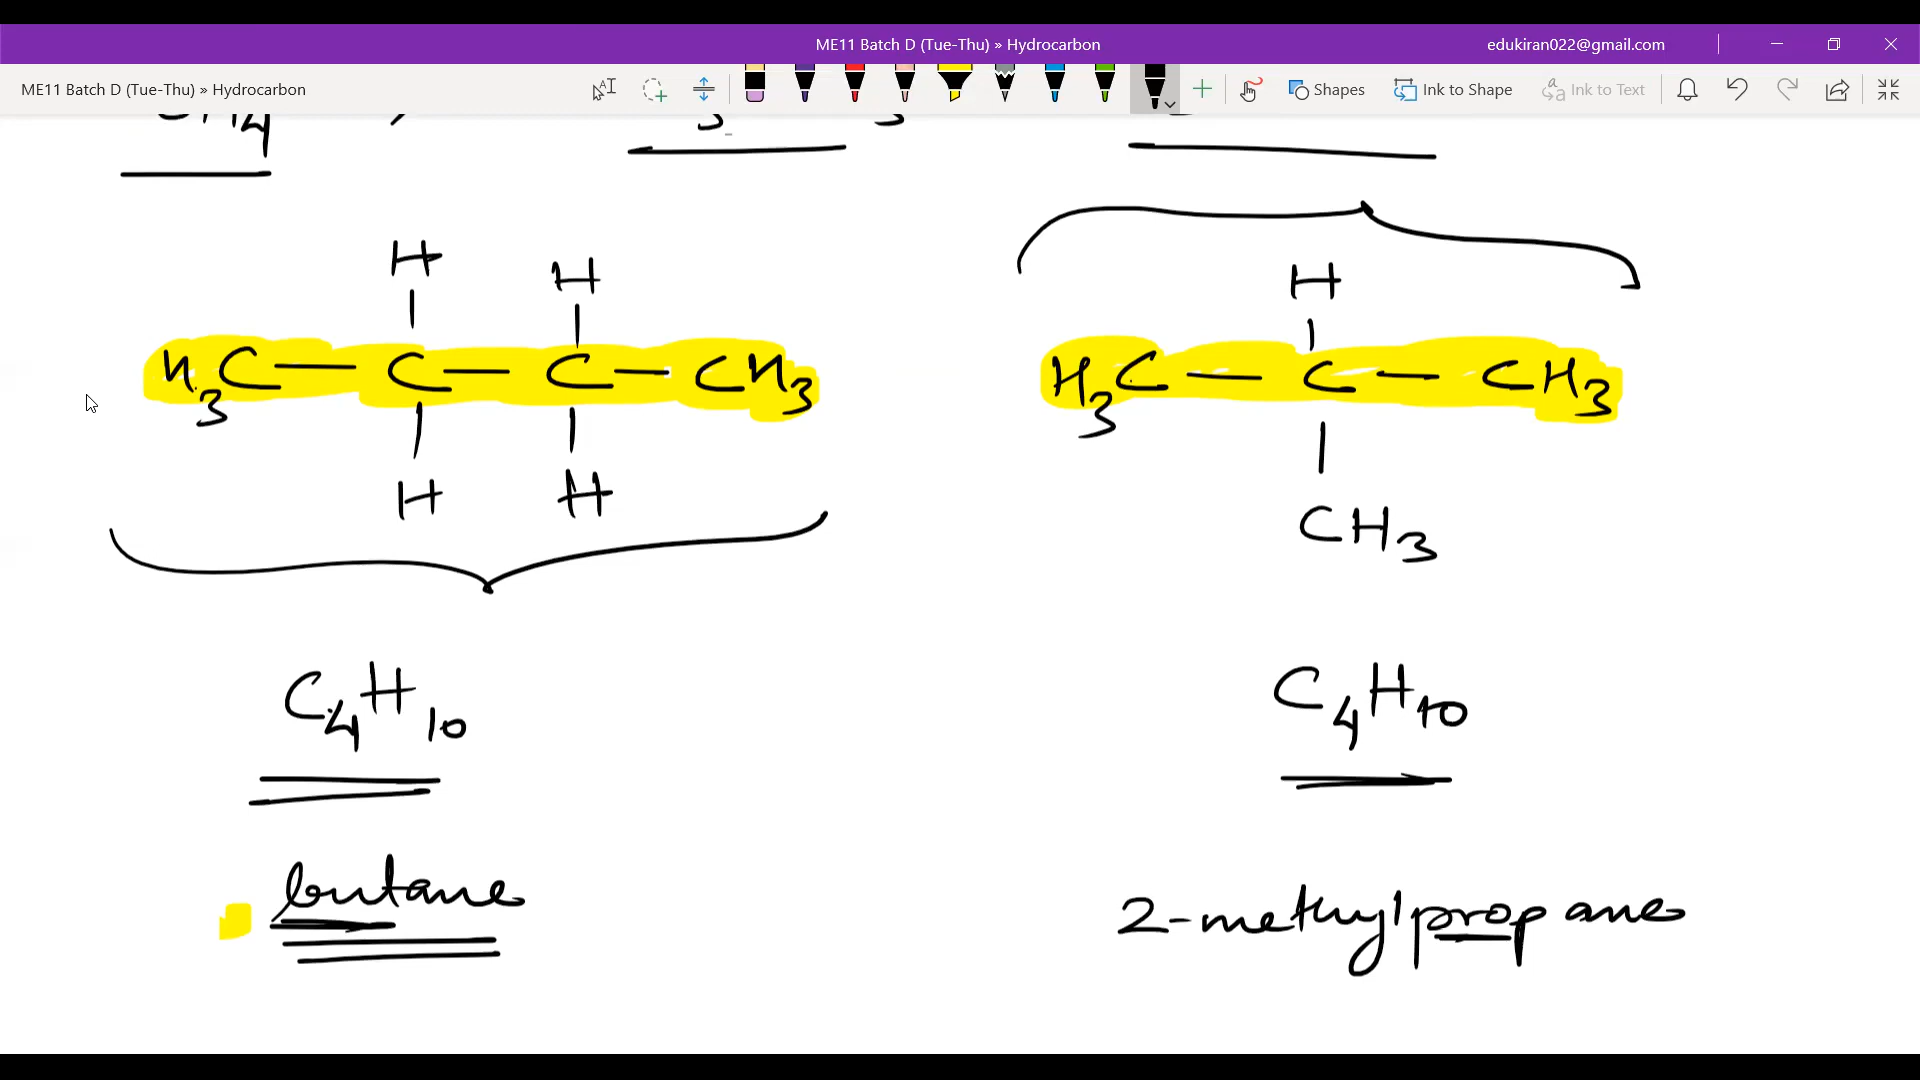 ME11 Batch D (Tue-Thu) » Hydrocarbon
edukiran022@gmail.com
ME11 Batch D (Tue-Thu) » Hydrocarbon
Shapes
Ink to Shape
Ink to Text
H H
H
H3C — C — C — CH3
H3C — C — CH3
H H
CH3
C4H10
C4H10
butane
2-methylpropane